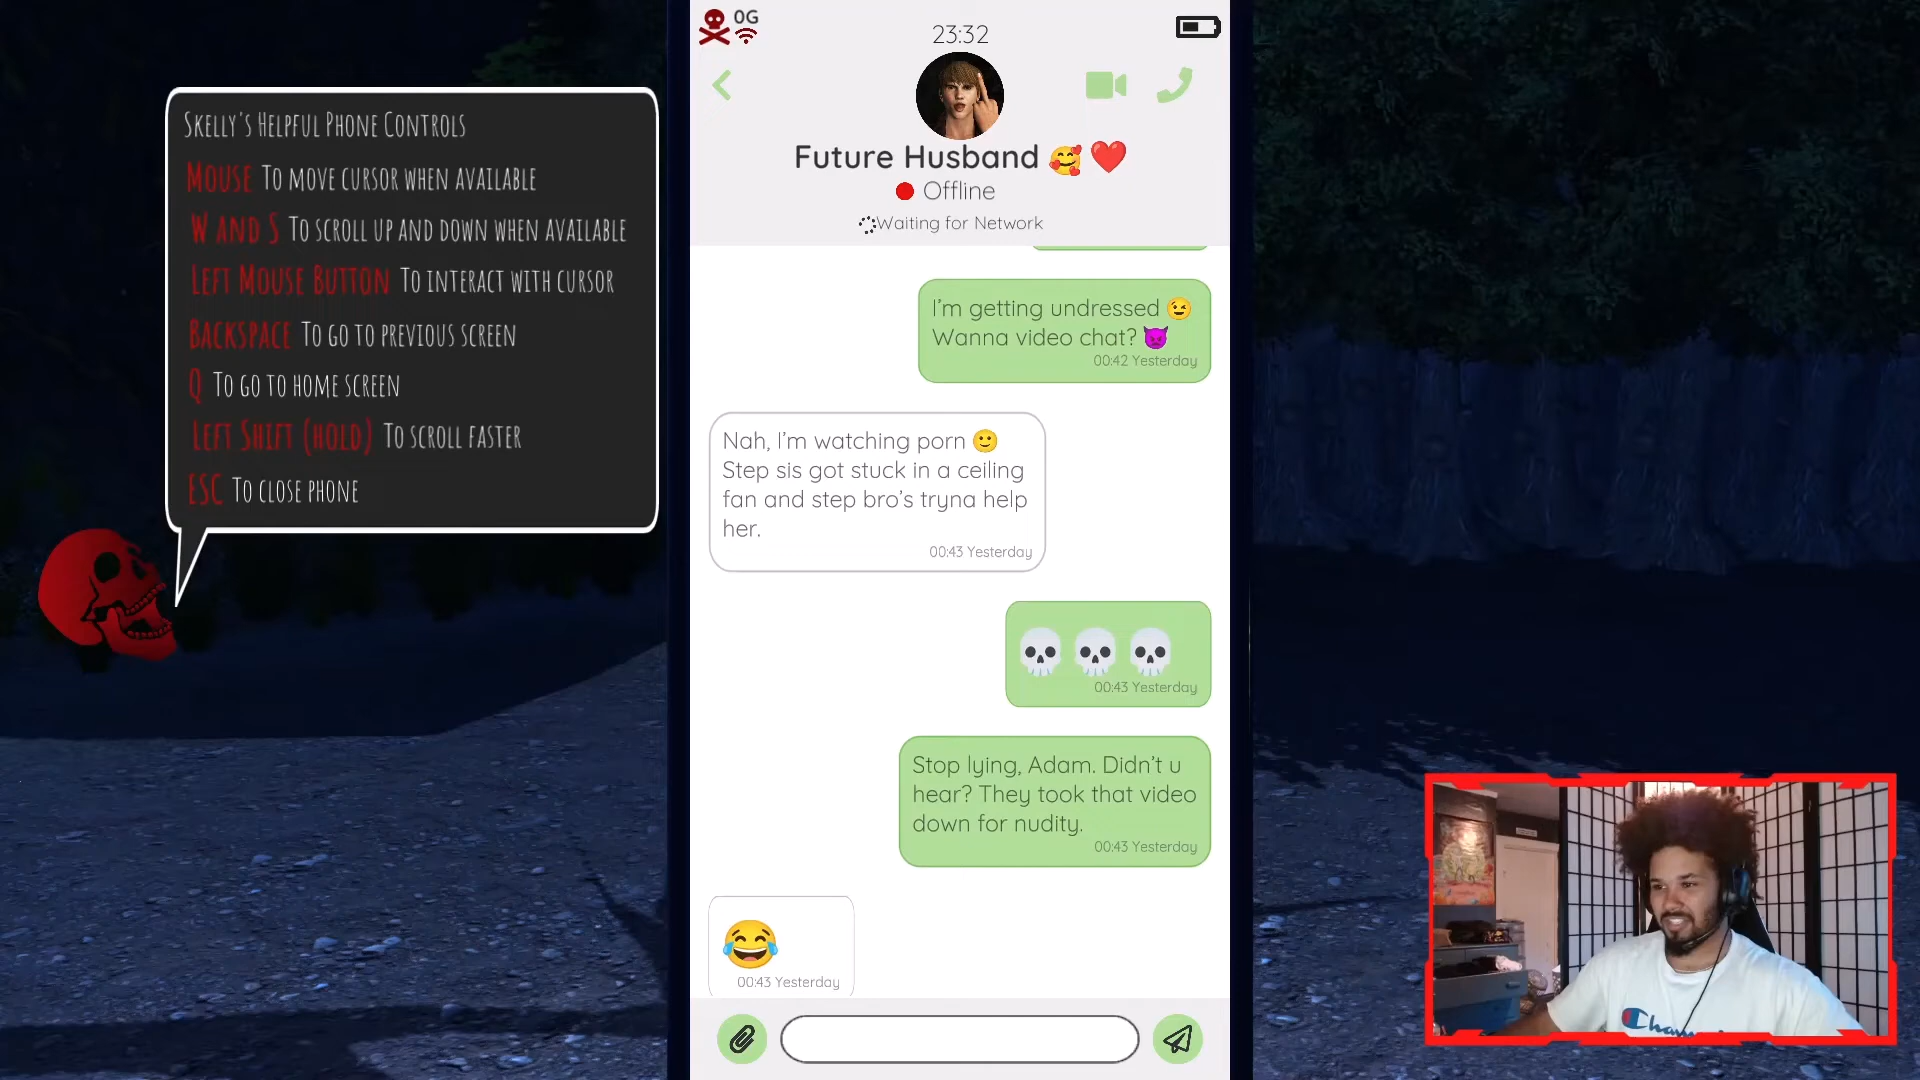 0G
23:32
Future Husband 🥰 ❤️
Offline
Waiting for Network
Skelly's Helpful Phone Controls
Mouse To move cursor when available
W and S To scroll up and down when available
Left Mouse Button To interact with cursor
Backspace To go to previous screen
Q To go to home screen
Left Shift (hold) To scroll faster
ESC To close phone
I'm getting undressed 😉
Wanna video chat? 😈
00:42 Yesterday
Nah, I'm watching porn 🙂
Step sis got stuck in a ceiling
fan and step bro's tryna help
her.
00:43 Yesterday
💀 💀 💀
00:43 Yesterday
Stop lying, Adam. Didn't u
hear? They took that video
down for nudity.
00:43 Yesterday
😂
00:43 Yesterday